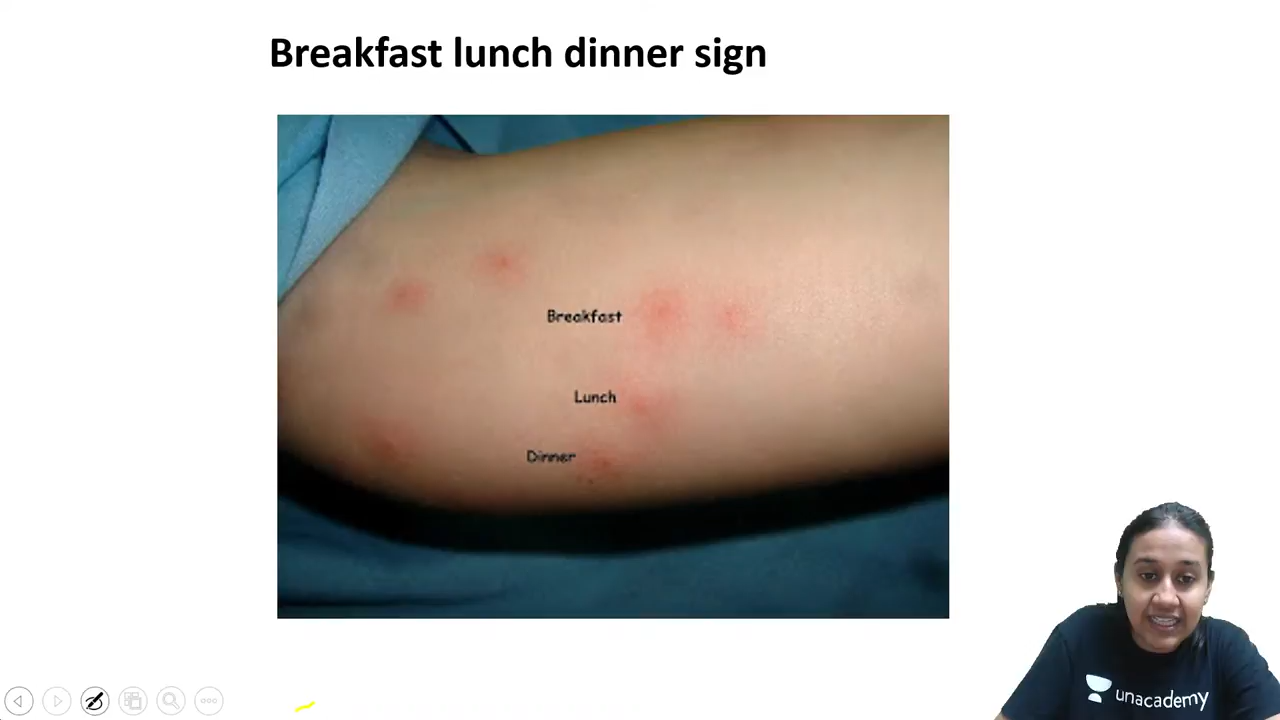 Breakfast lunch dinner sign
Breakfast
Lunch
Dinner
unacademy